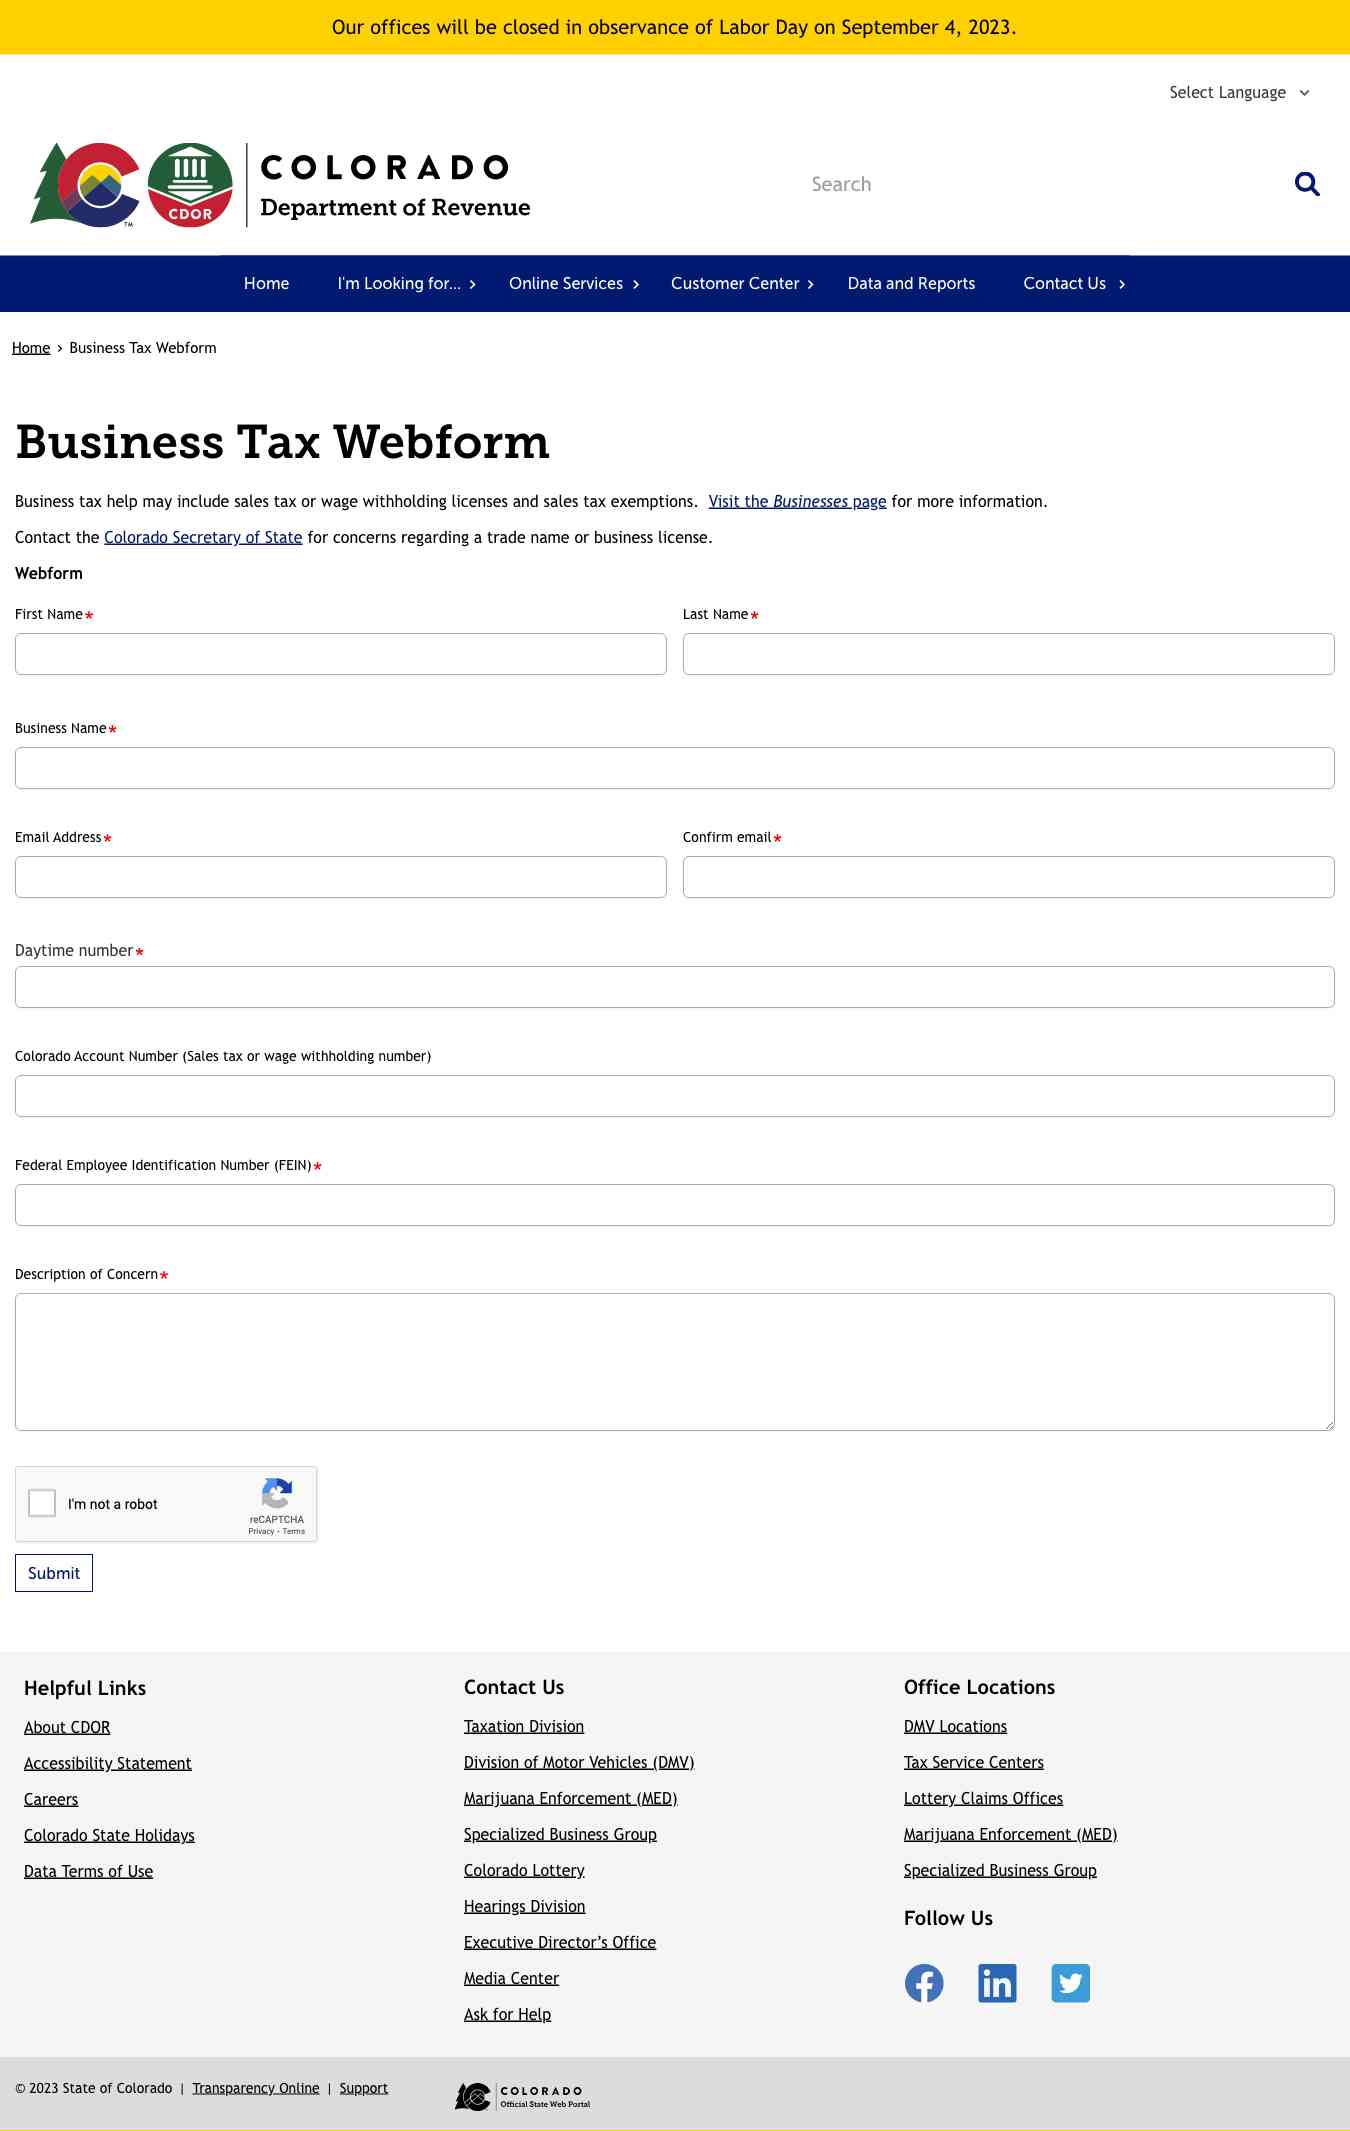 Our offices will be closed in observance of Labor Day on September 4, 2023.
Select Language
COLORADO
Department of Revenue
CDOR
TM
Search
Home I'm Looking for... Online Services Customer Center Data and Reports Contact Us
Home › Business Tax Webform
Business Tax Webform
Business tax help may include sales tax or wage withholding licenses and sales tax exemptions. Visit the Businesses page for more information.
Contact the Colorado Secretary of State for concerns regarding a trade name or business license.
Webform
First Name*
Last Name*
Business Name*
Email Address*
Confirm email*
Daytime number*
Colorado Account Number (Sales tax or wage withholding number)
Federal Employee Identification Number (FEIN)*
Description of Concern*
I'm not a robot
reCAPTCHA
Privacy - Terms
Submit
Helpful Links
About CDOR
Accessibility Statement
Careers
Colorado State Holidays
Data Terms of Use
Contact Us
Taxation Division
Division of Motor Vehicles (DMV)
Marijuana Enforcement (MED)
Specialized Business Group
Colorado Lottery
Hearings Division
Executive Director’s Office
Media Center
Ask for Help
Office Locations
DMV Locations
Tax Service Centers
Lottery Claims Offices
Marijuana Enforcement (MED)
Specialized Business Group
Follow Us
© 2023 State of Colorado | Transparency Online | Support
COLORADO
Official State Web Portal